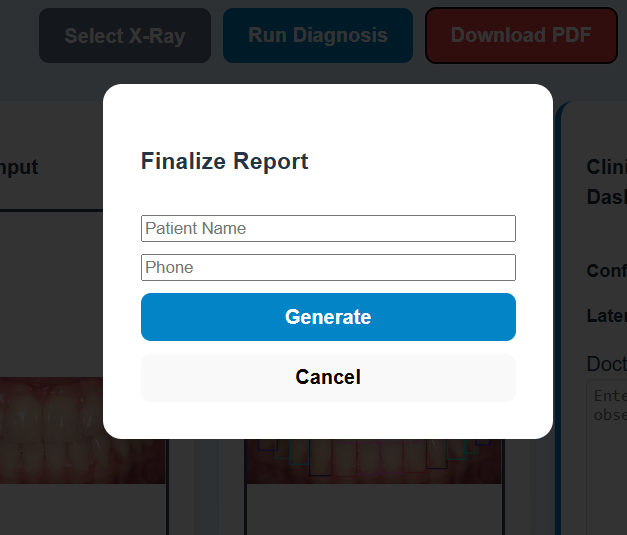 Select X-Ray
Run Diagnosis
Download PDF
Finalize Report
Patient Name
Phone
Generate
Cancel